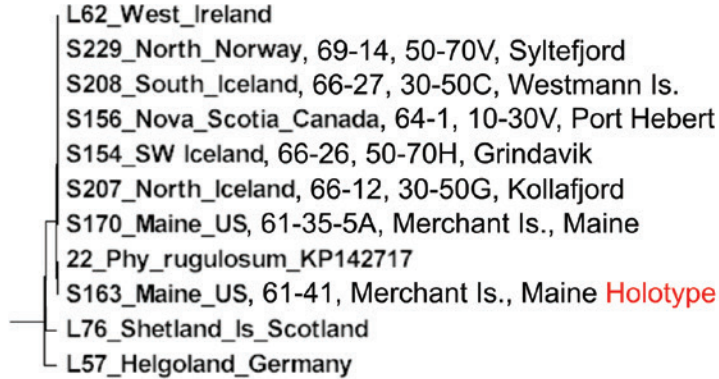 L62_West_Ireland
S229_North_Norway, 69-14, 50-70V, Syltefjord
S208_South_Iceland, 66-27, 30-50C, Westmann Is.
S156_Nova_Scotia_Canada, 64-1, 10-30V, Port Hebert
S154_SW Iceland, 66-26, 50-70H, Grindavik
S207_North_Iceland, 66-12, 30-50G, Kollafjord
S170_Maine_US, 61-35-5A, Merchant Is., Maine
22_Phy_rugulosum_KP142717
S163_Maine_US, 61-41, Merchant Is., Maine Holotype
L76_Shetland_Is_Scotland
L57_Helgoland_Germany